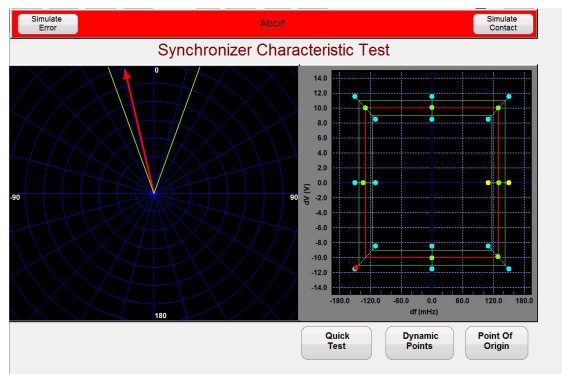 Simulate
Error
Abort
Simulate
Contact
Synchronizer Characteristic Test
0
-90
90
180
dV (V)
14.0
12.0
10.0
8.0
6.0
4.0
2.0
0.0
-2.0
-4.0
-6.0
-8.0
-10.0
-12.0
-14.0
-180.0 -120.0 -60.0 0.0 60.0 120.0 180.0
df (mHz)
Quick
Test
Dynamic
Points
Point Of
Origin